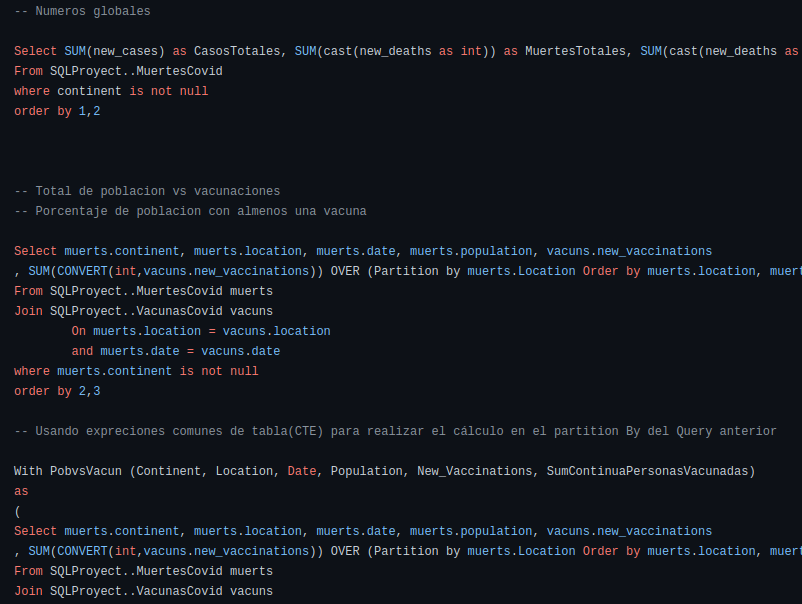 -- Numeros globales
Select SUM(new_cases) as CasosTotales, SUM(cast(new_deaths as int)) as MuertesTotales, SUM(cast(new_deaths as
From SQLProyect..MuertesCovid
where continent is not null
order by 1,2
-- Total de poblacion vs vacunaciones
-- Porcentaje de poblacion con almenos una vacuna
Select muerts.continent, muerts.location, muerts.date, muerts.population, vacuns.new_vaccinations
, SUM(CONVERT(int,vacuns.new_vaccinations)) OVER (Partition by muerts.Location Order by muerts.location, muert
From SQLProyect..MuertesCovid muerts
Join SQLProyect..VacunasCovid vacuns
On muerts.location = vacuns.location
and muerts.date = vacuns.date
where muerts.continent is not null
order by 2,3
-- Usando expreciones comunes de tabla(CTE) para realizar el cálculo en el partition By del Query anterior
With PobvsVacun (Continent, Location, Date, Population, New_Vaccinations, SumContinuaPersonasVacunadas)
as
(
Select muerts.continent, muerts.location, muerts.date, muerts.population, vacuns.new_vaccinations
, SUM(CONVERT(int,vacuns.new_vaccinations)) OVER (Partition by muerts.Location Order by muerts.location, muert
From SQLProyect..MuertesCovid muerts
Join SQLProyect..VacunasCovid vacuns